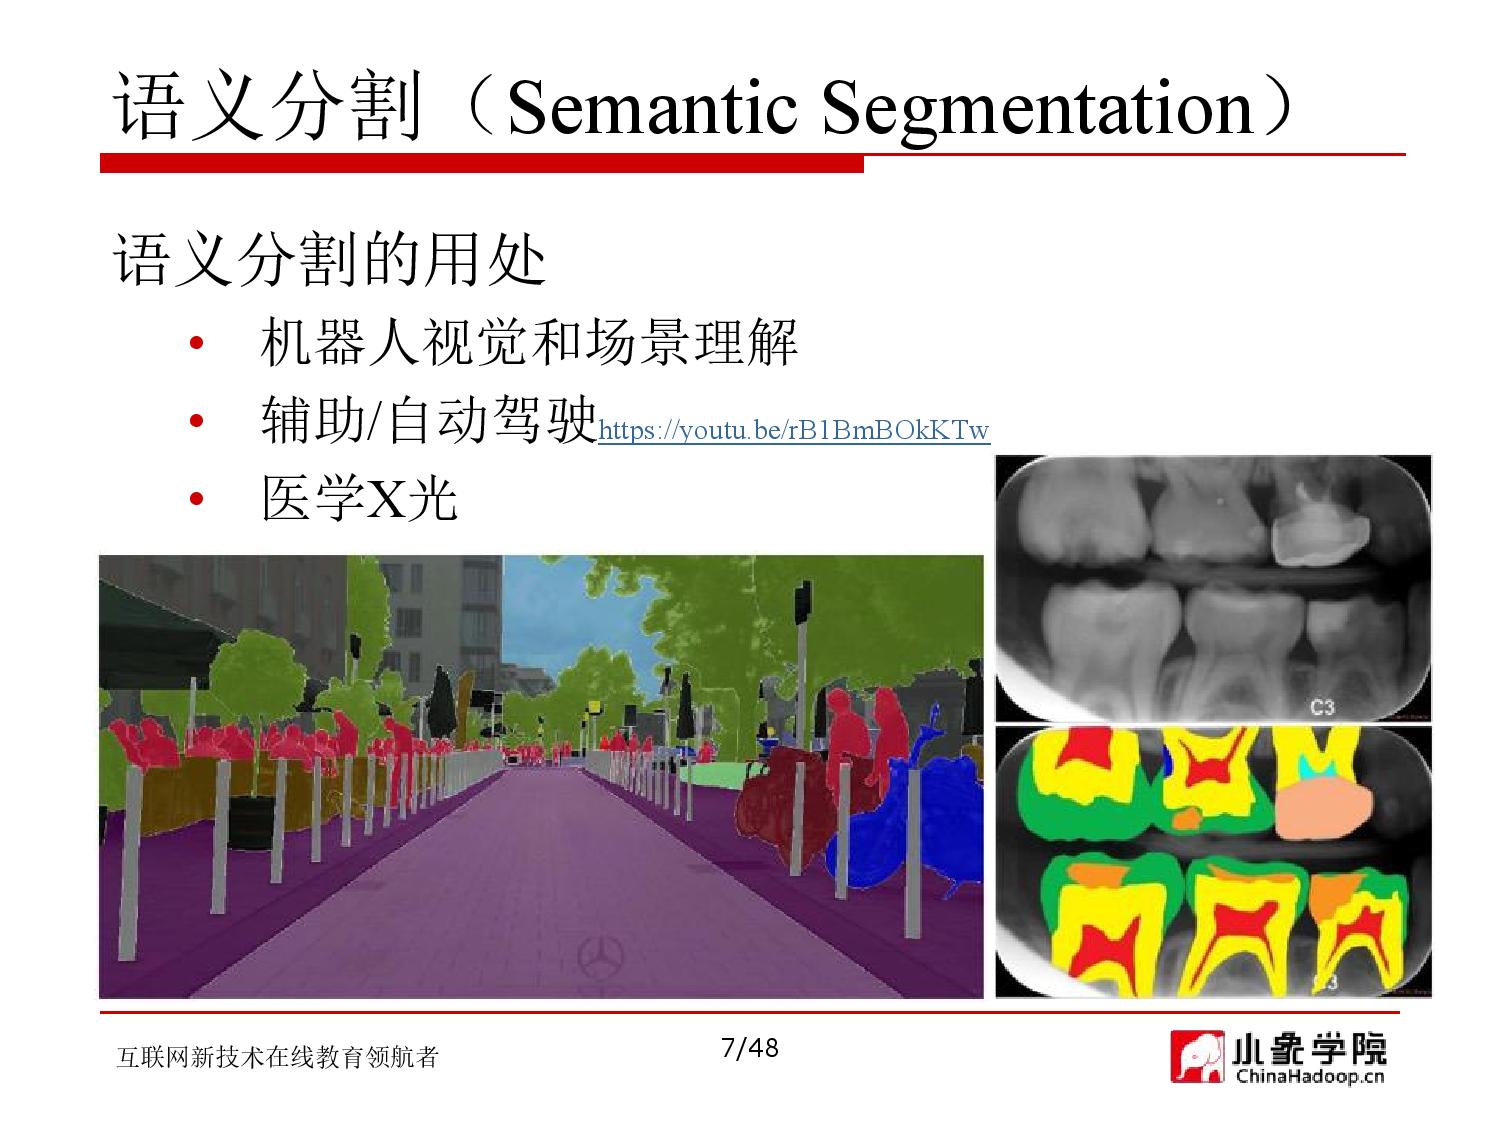 语义分割（Semantic Segmentation）
语义分割的用处
• 机器人视觉和场景理解
• 辅助/自动驾驶https://youtu.be/rB1BmBOkKTw
• 医学X光
C3
C3
互联网新技术在线教育领航者
7/48
小象学院
ChinaHadoop.cn